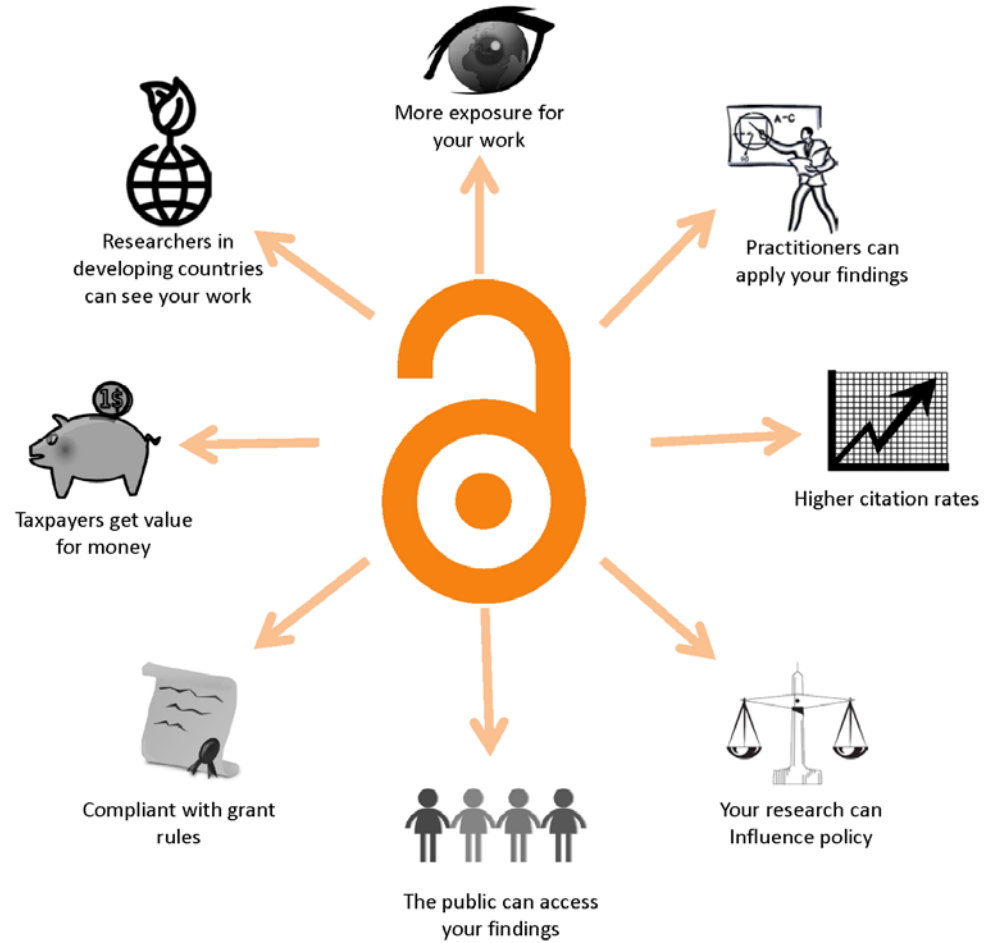 More exposure for
your work
Practitioners can
apply your findings
A-C
Higher citation rates
Your research can
Influence policy
The public can access
your findings
Compliant with grant
rules
Taxpayers get value
for money
1$
Researchers in
developing countries
can see your work